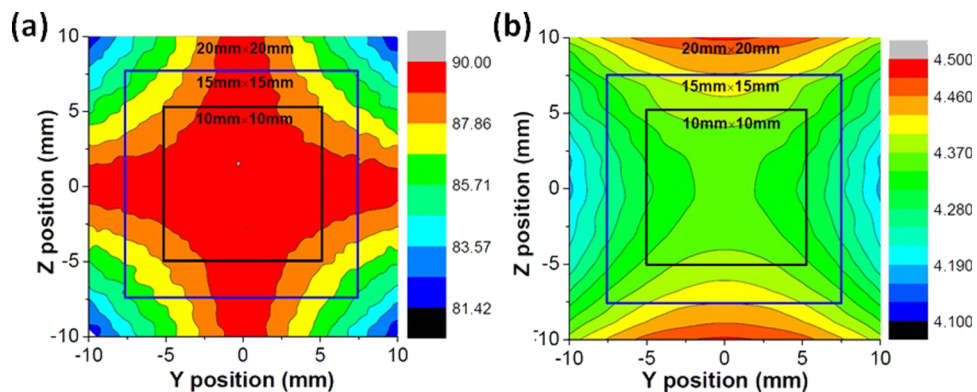 (a)
20mm×20mm
15mm×15mm
10mm×10mm
10
5
0
-5
-10
-10
-5
0
5
10
Z position (mm)
Y position (mm)
90.00
87.86
85.71
83.57
81.42
(b)
20mm×20mm
15mm×15mm
10mm×10mm
10
5
0
-5
-10
-10
-5
0
5
10
Z position (mm)
Y position (mm)
4.500
4.460
4.370
4.280
4.190
4.100